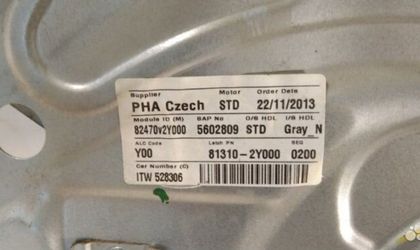 Supplier Motor Order Date
PHA Czech STD 22/11/2013
Module ID (M) BAP No O/S HDL I/S HDL
82470v2Y000 5602809 STD Gray_N
ALC Code Latch PN SEQ
Y00 81310-2Y000 0200
Car Number (C)
ITW 528306